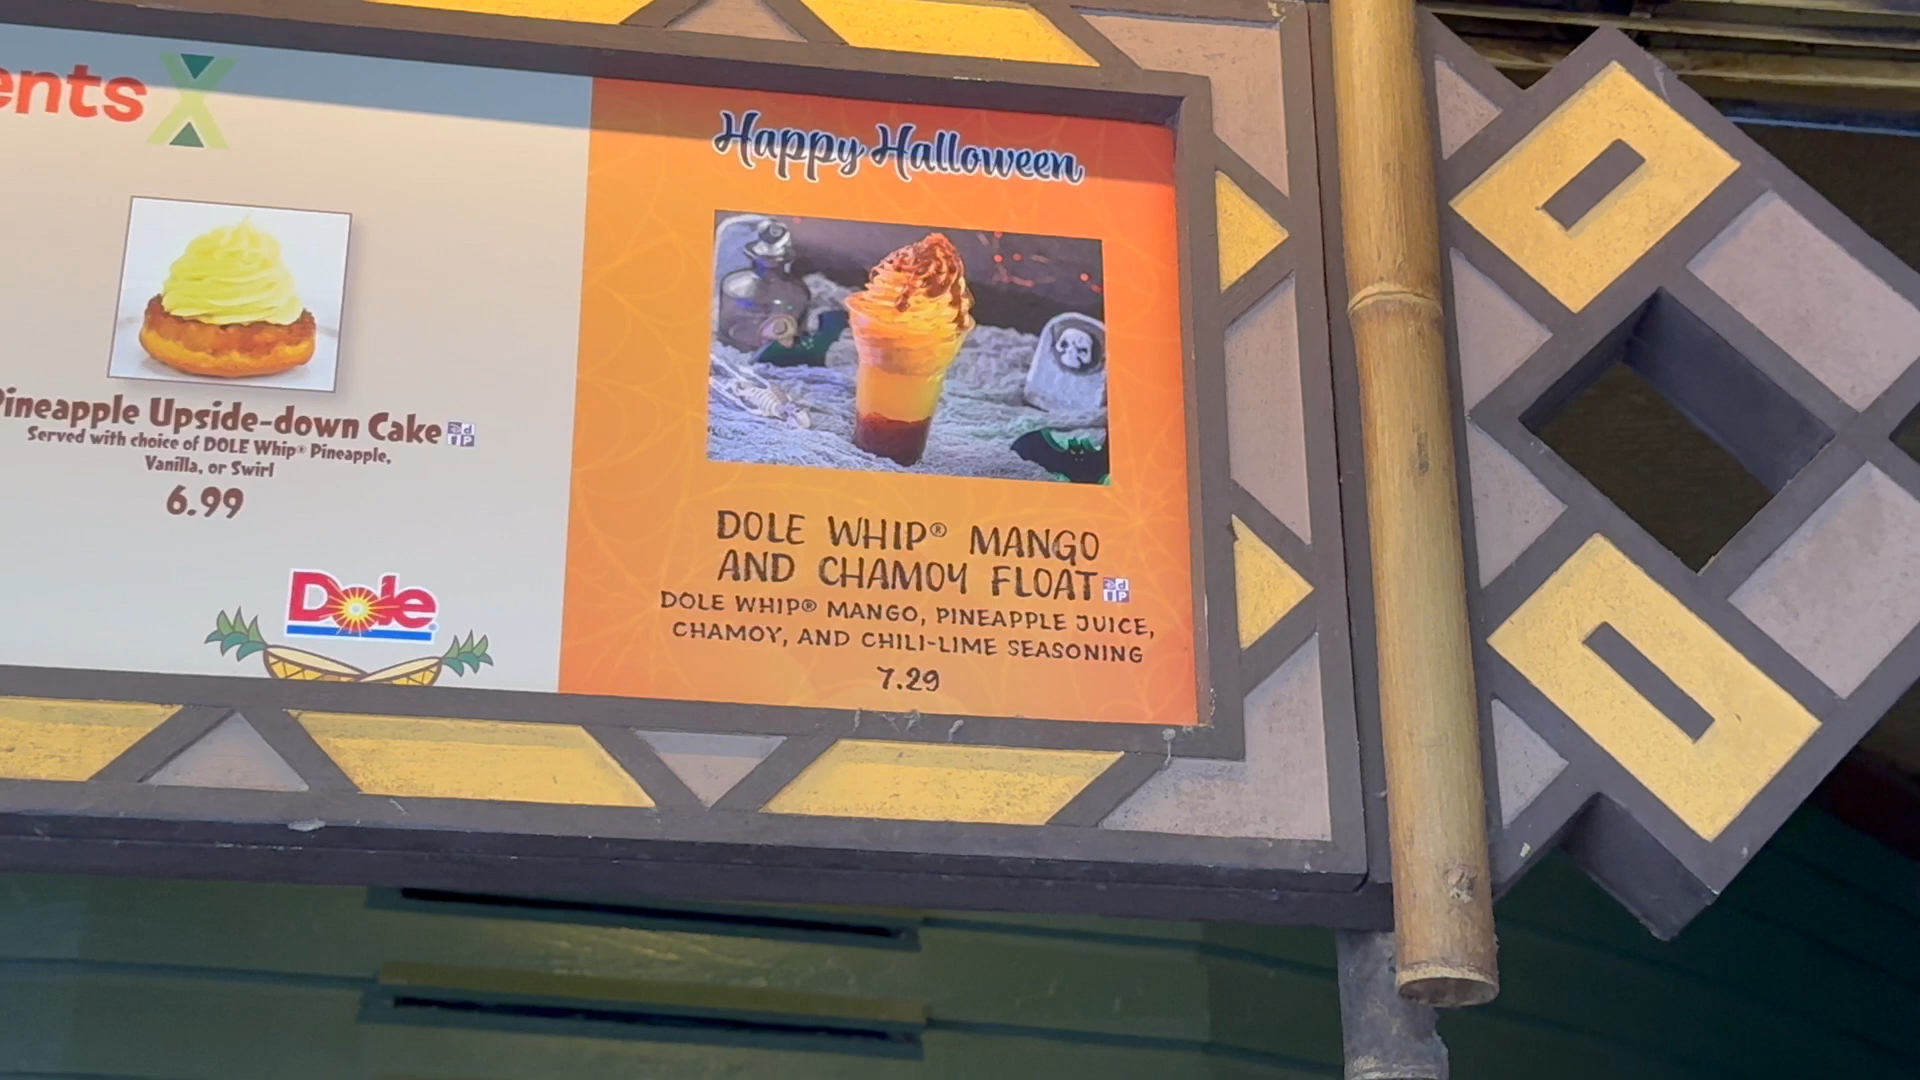 ents
Pineapple Upside-down Cake
Served with choice of DOLE Whip® Pineapple,
Vanilla, or Swirl
6.99
Dole®
Happy Halloween
DOLE WHIP® MANGO
AND CHAMOY FLOAT
DOLE WHIP® MANGO, PINEAPPLE JUICE,
CHAMOY, AND CHILI-LIME SEASONING
7.29